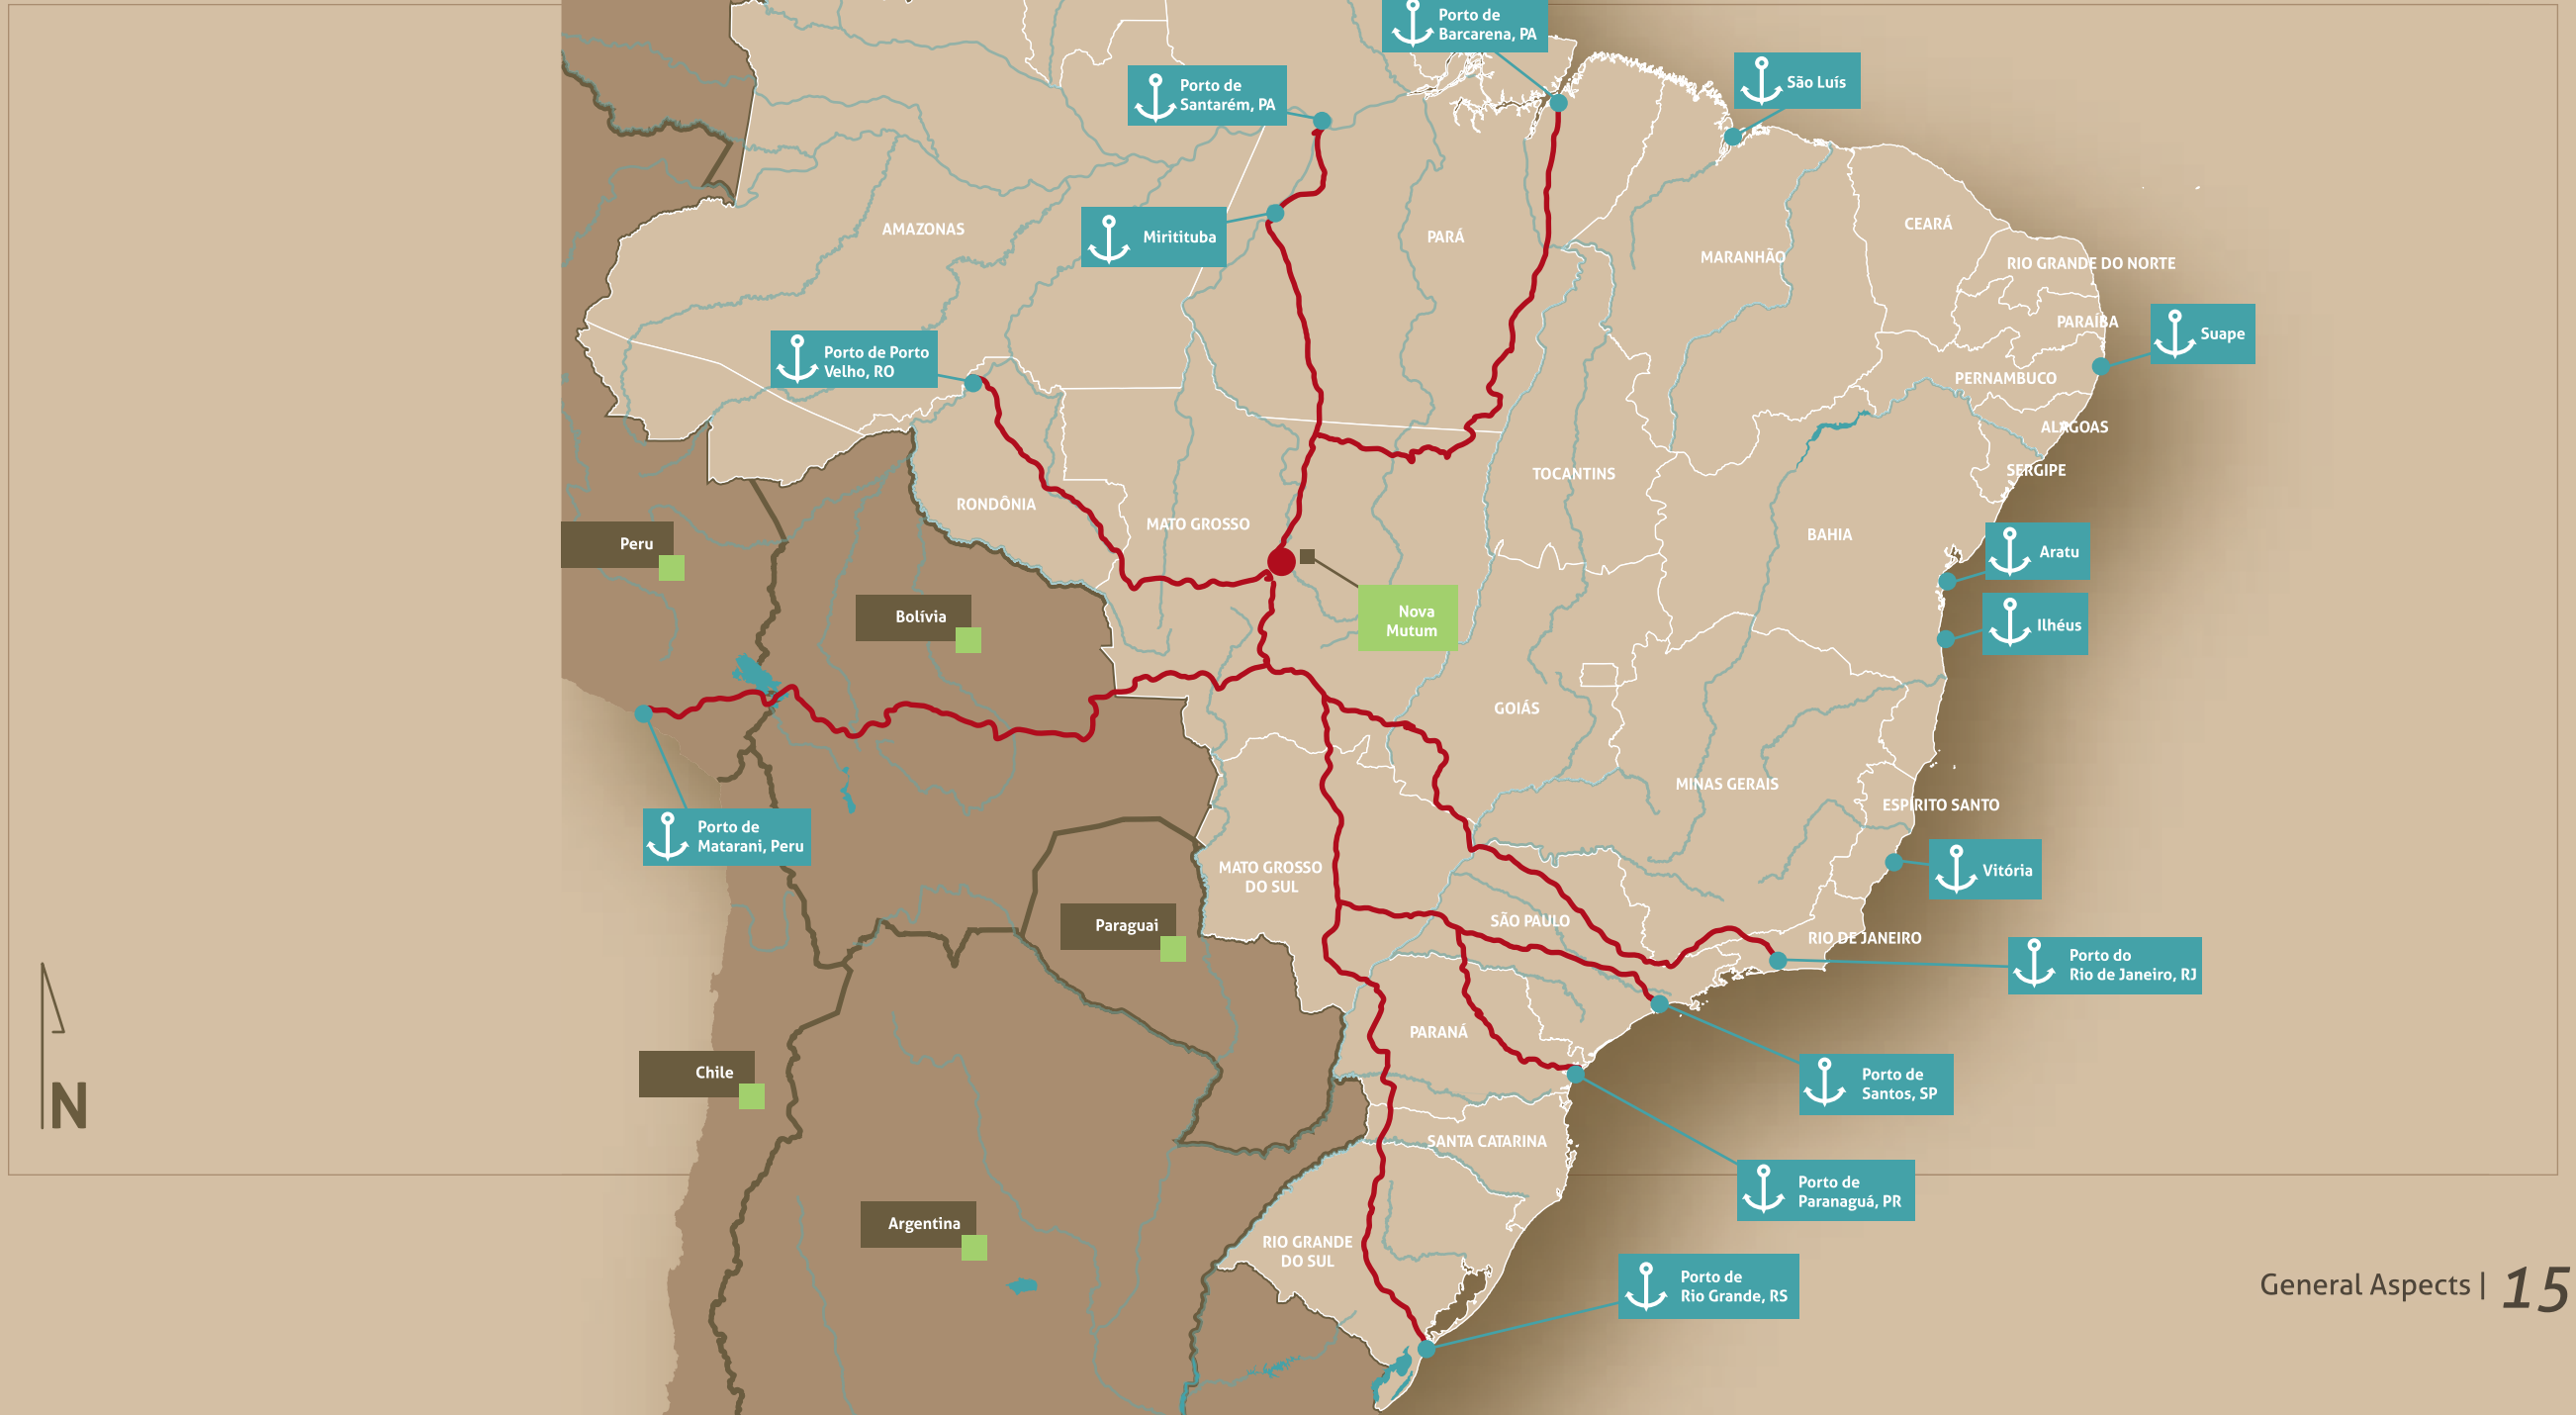 Porto de
Barcarena, PA
São Luís
Porto de
Santarém, PA
AMAZONAS
Miritituba
PARÁ
MARANHÃO
CEARÁ
RIO GRANDE DO NORTE
PARAÍBA
Suape
Porto de Porto
Velho, RO
PERNAMBUCO
ALAGOAS
SERGIPE
TOCANTINS
RONDÔNIA
MATO GROSSO
BAHIA
Peru
Aratu
Bolívia
Nova
Mutum
Ilhéus
GOIÁS
MINAS GERAIS
ESPÍRITO SANTO
Porto de
Matarani, Peru
MATO GROSSO
DO SUL
Vitória
SÃO PAULO
Paraguai
RIO DE JANEIRO
Porto do
Rio de Janeiro, RJ
PARANÁ
Chile
Porto de
Santos, SP
N
SANTA CATARINA
Porto de
Paranaguá, PR
Argentina
RIO GRANDE
DO SUL
Porto de
Rio Grande, RS
General Aspects | 15